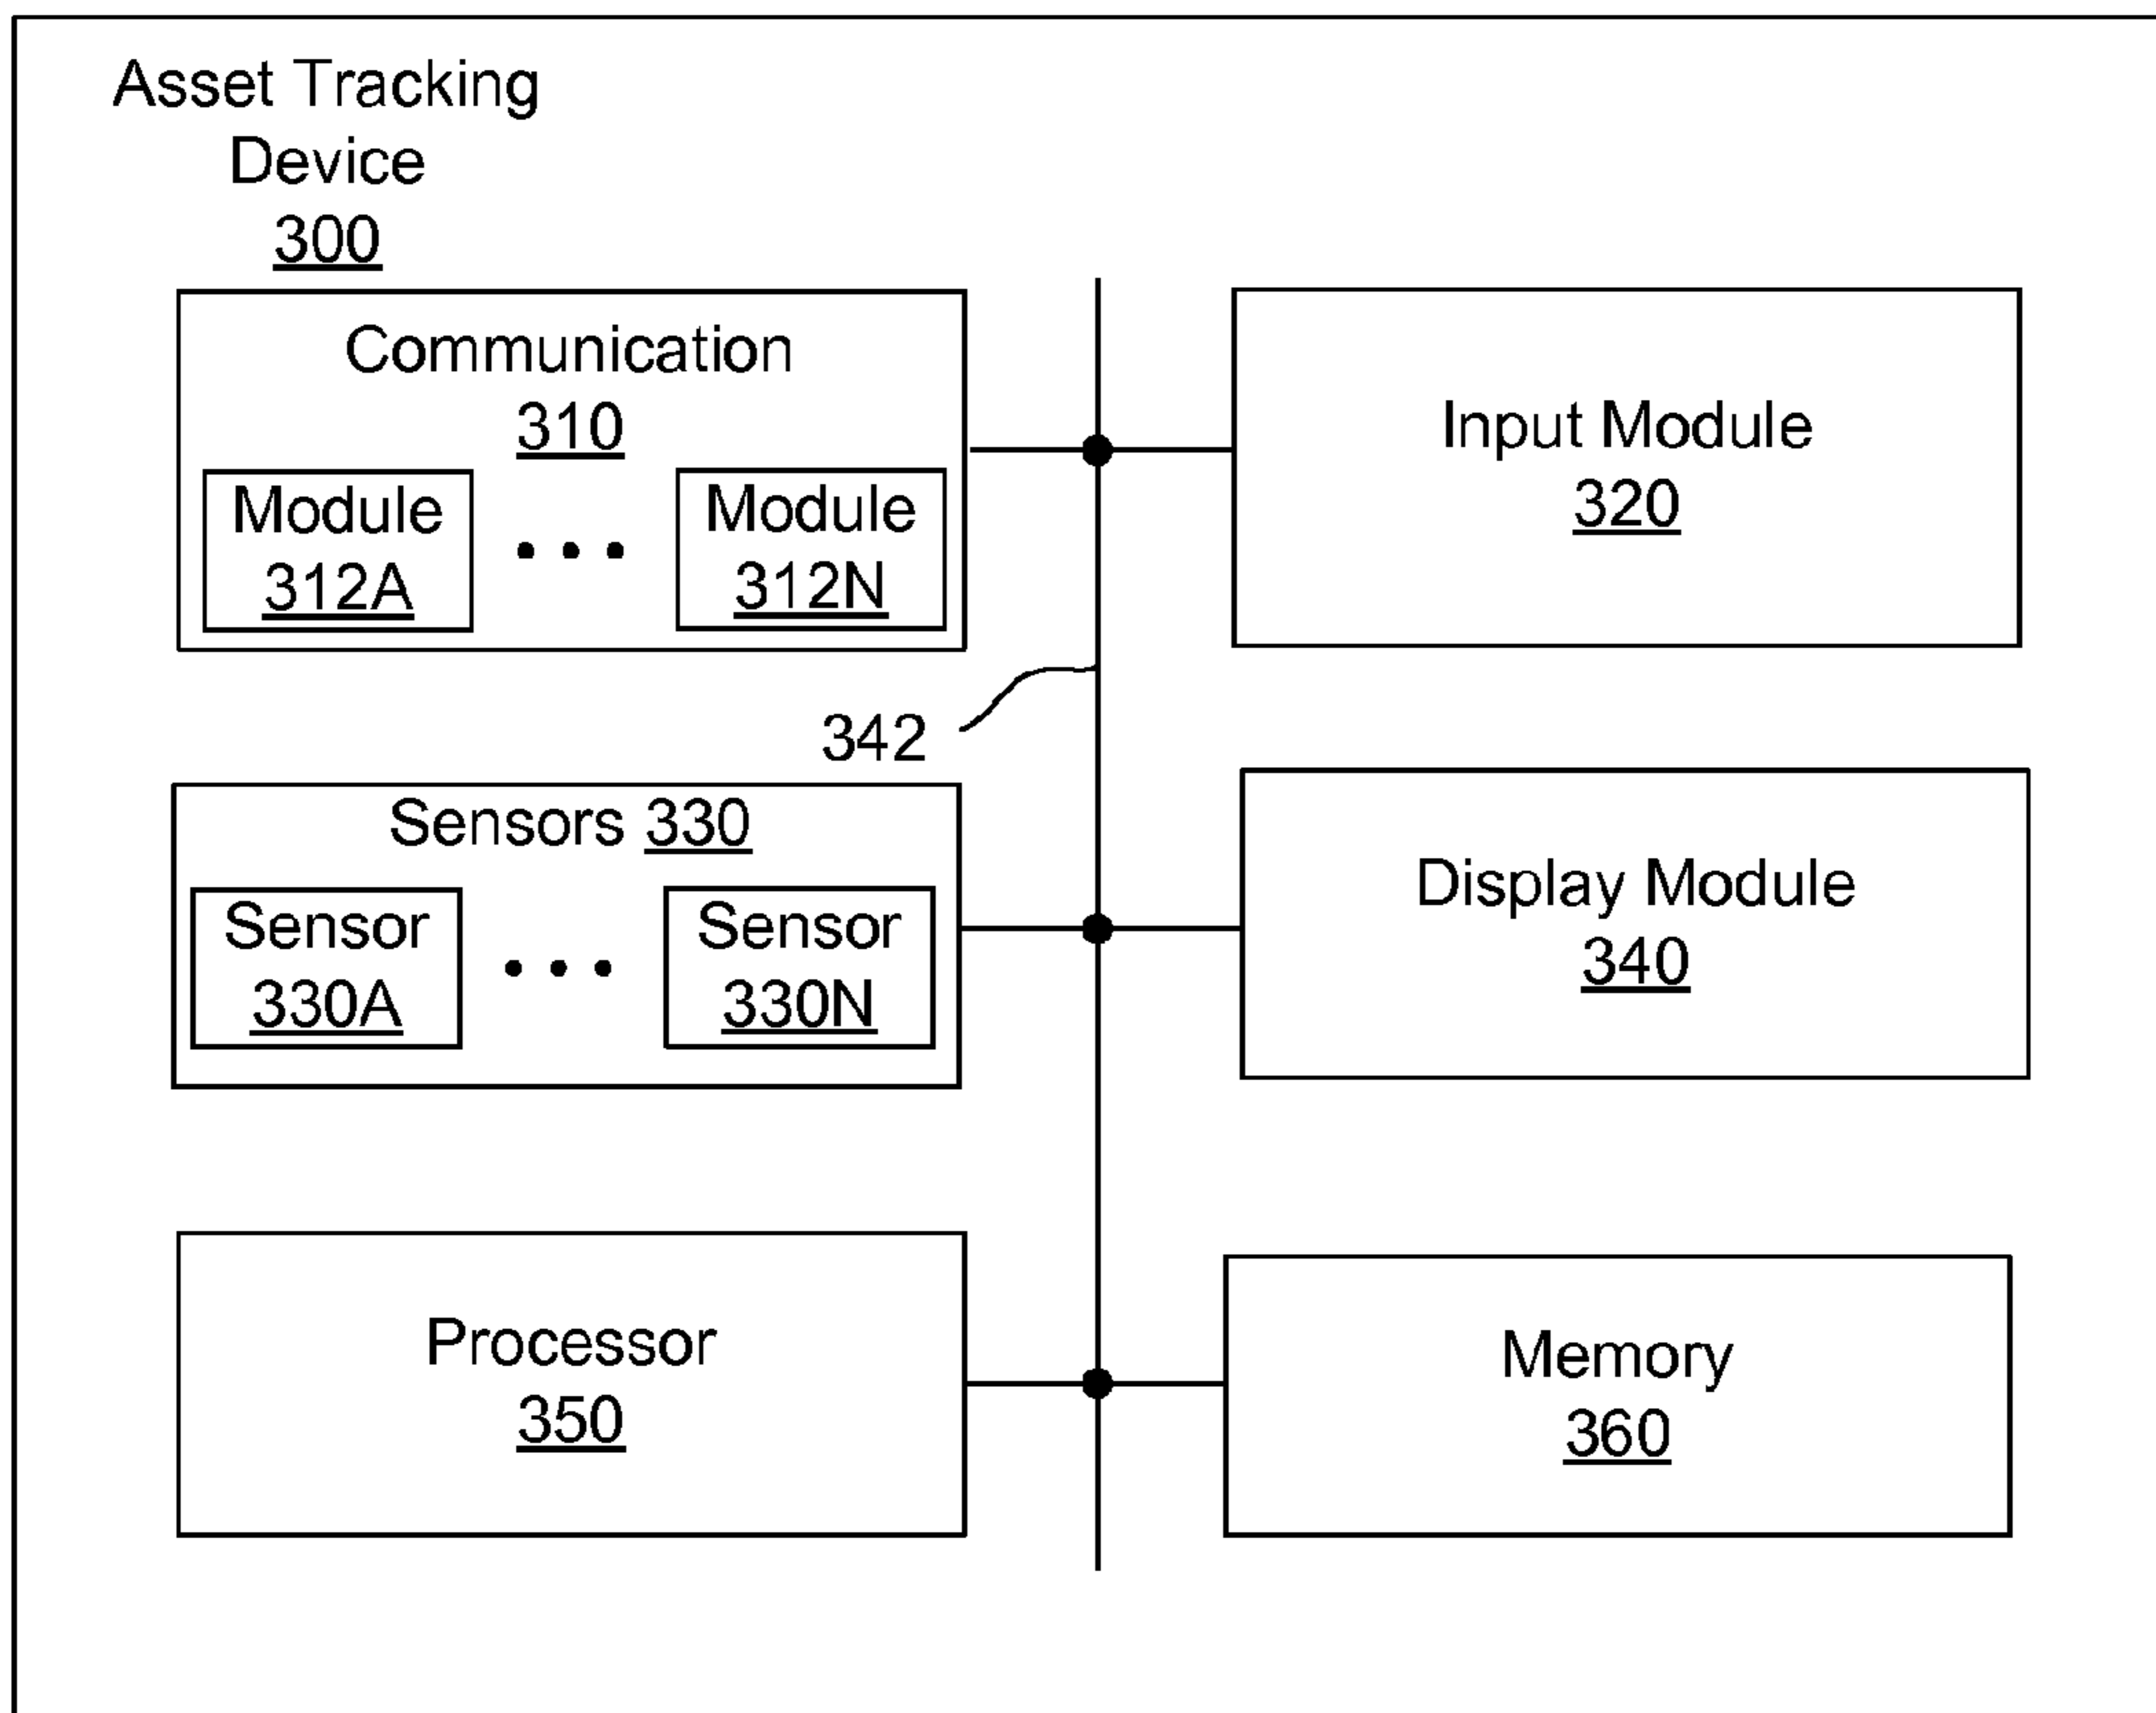 Asset Tracking
Device
300
Communication
310
Module
312A
Module
312N
Input Module
320
342
Sensors 330
Sensor
330A
Sensor
330N
Display Module
340
Processor
350
Memory
360